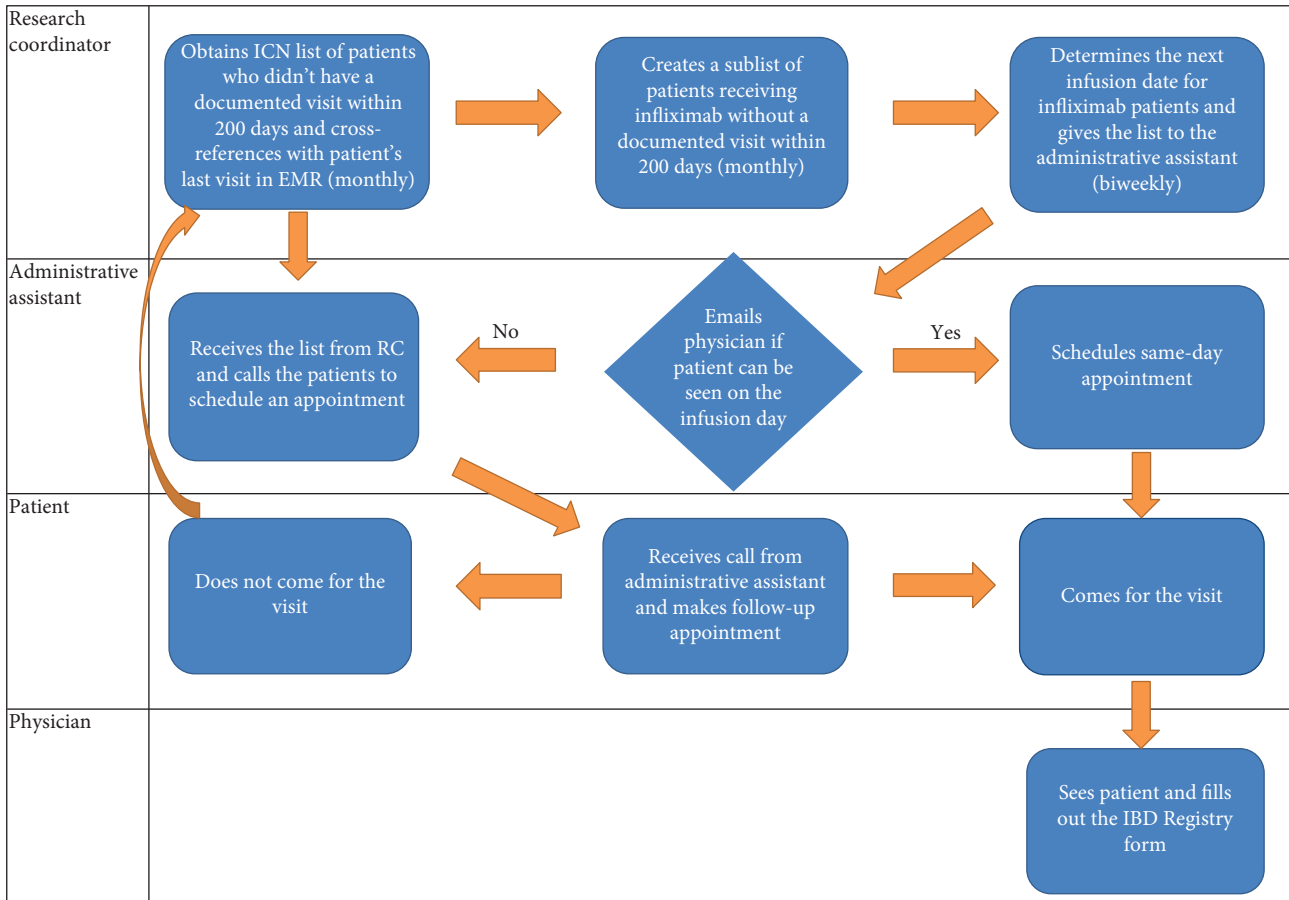 Research
coordinator
Obtains ICN list of patients
who didn't have a
documented visit within
200 days and cross-
references with patient's
last visit in EMR (monthly)
Creates a sublist of
patients receiving
infliximab without a
documented visit within
200 days (monthly)
Determines the next
infusion date for
infliximab patients and
gives the list to the
administrative assistant
(biweekly)
Administrative
assistant
Receives the list from RC
and calls the patients to
schedule an appointment
No
Emails
physician if
patient can be
seen on the
infusion day
Yes
Schedules same-day
appointment
Patient
Does not come for the
visit
Receives call from
administrative assistant
and makes follow-up
appointment
Comes for the visit
Physician
Sees patient and fills
out the IBD Registry
form